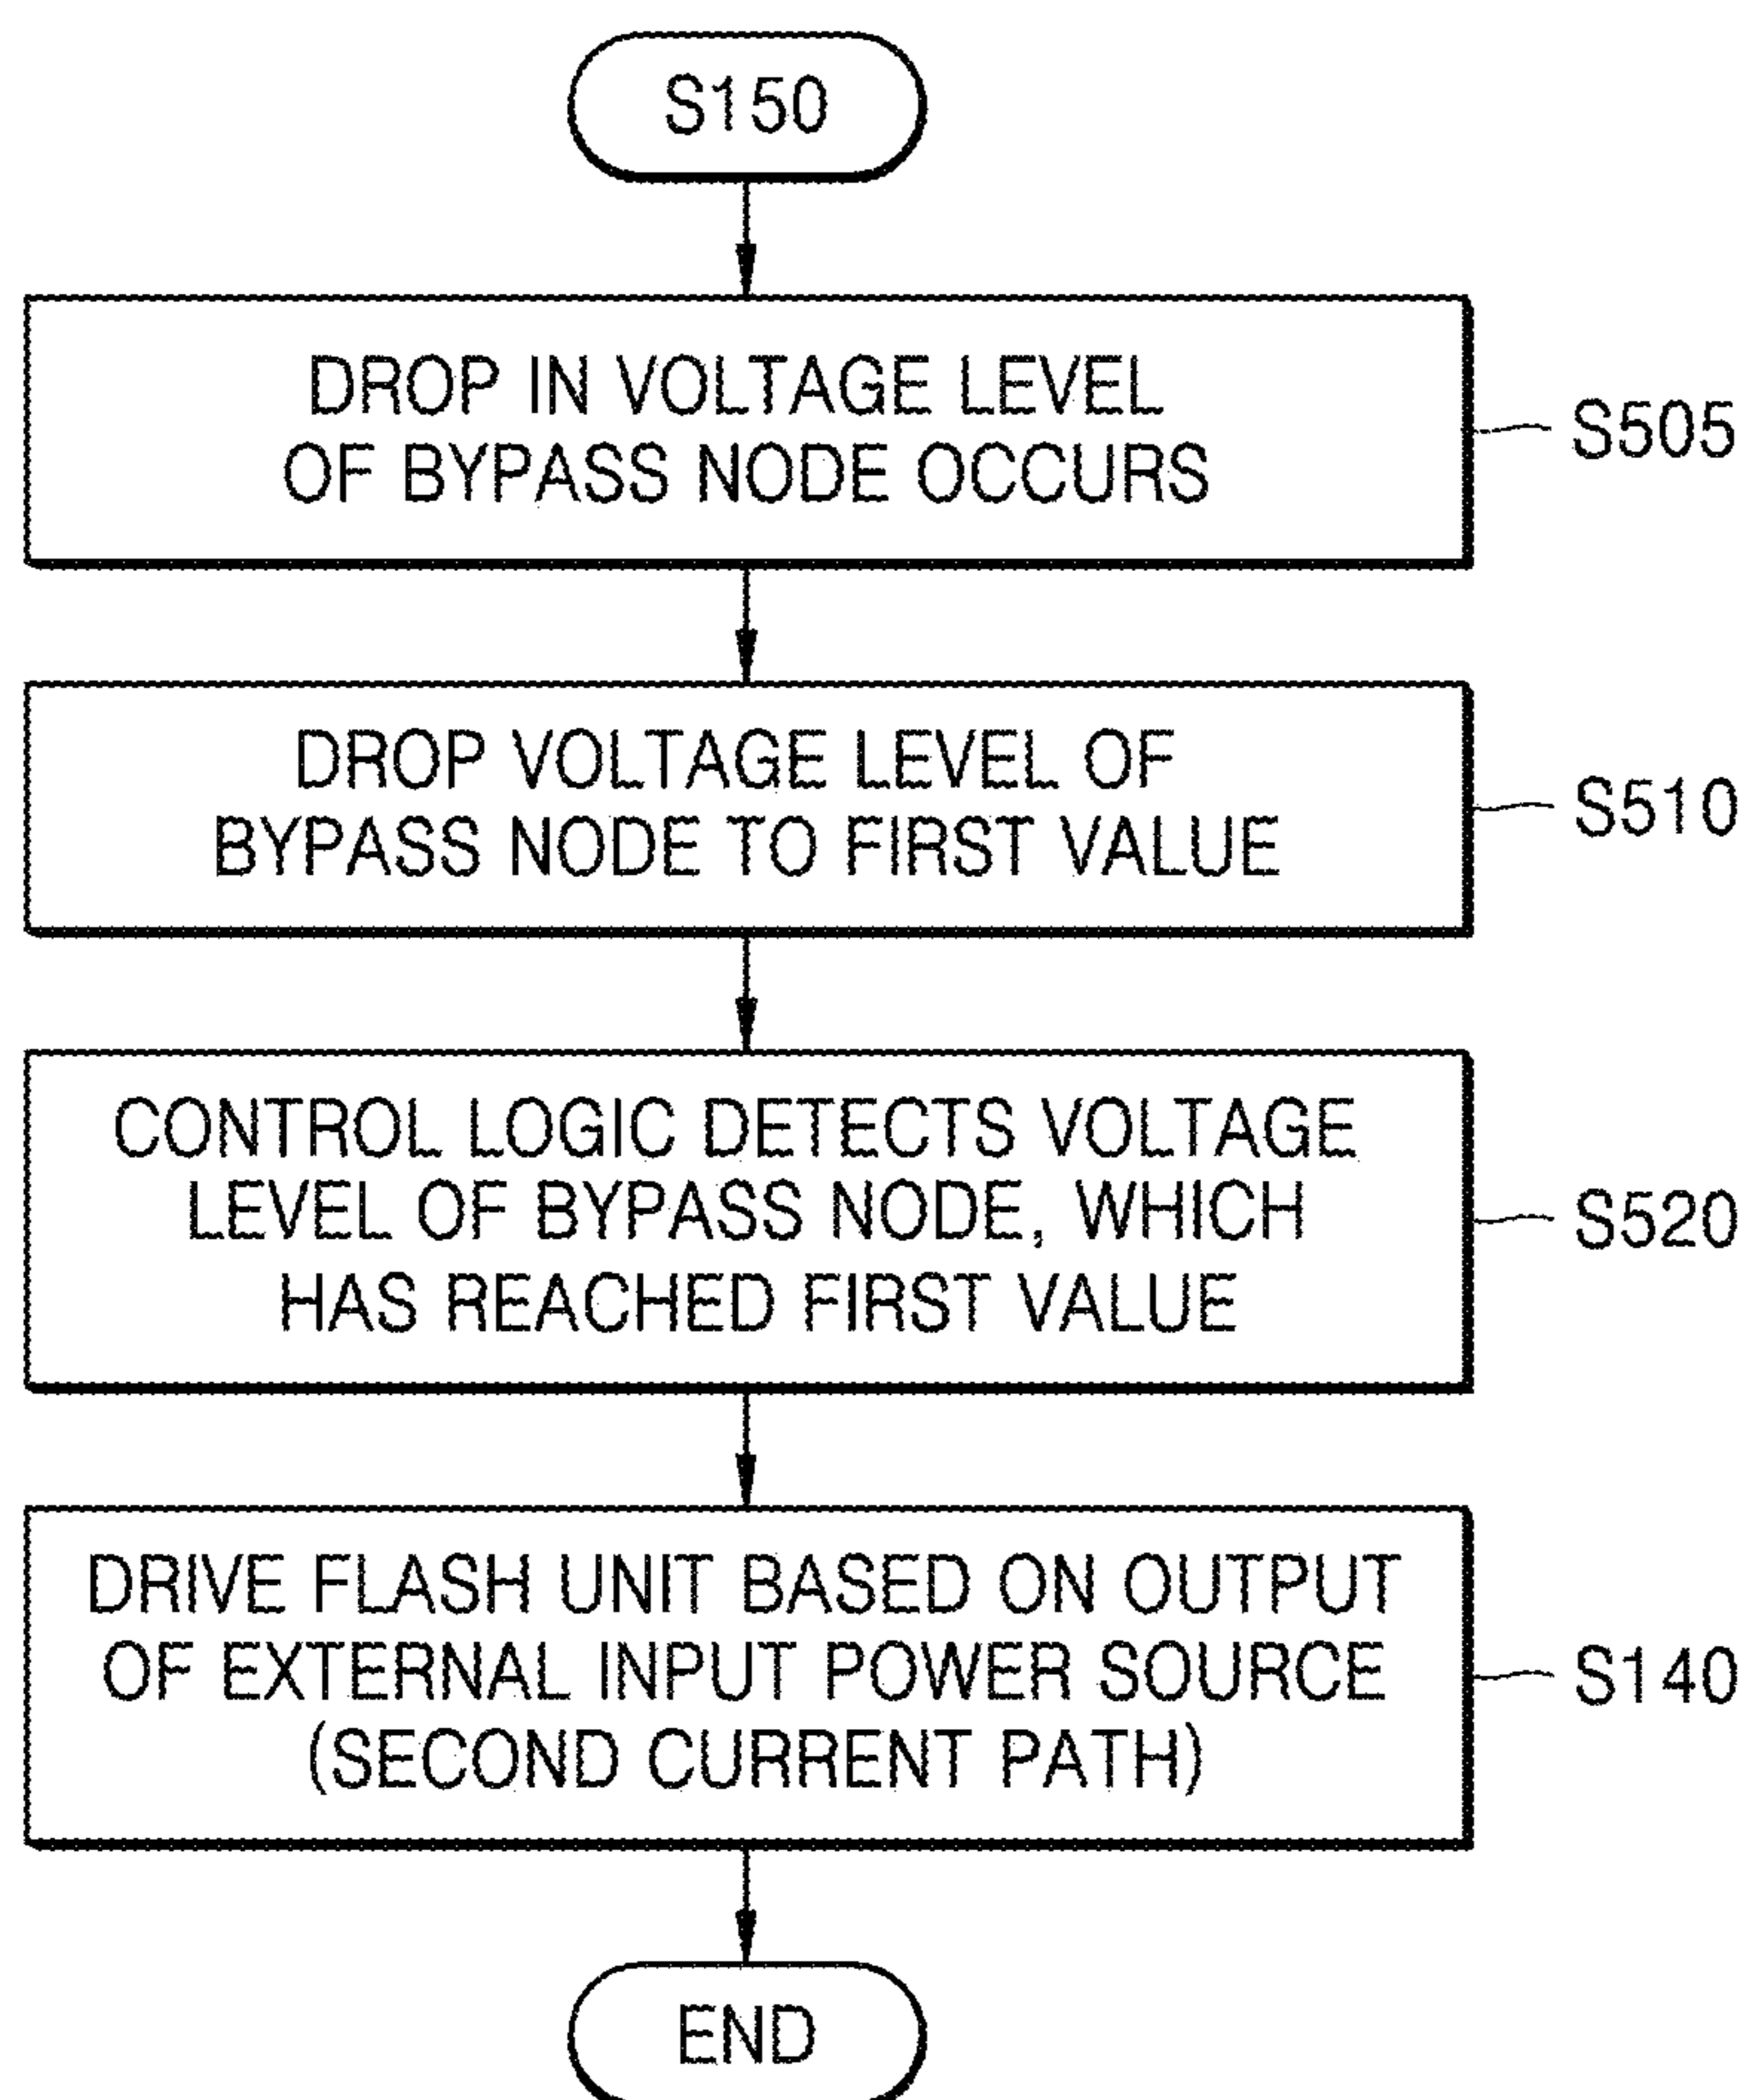 S150
DROP IN VOLTAGE LEVEL
OF BYPASS NODE OCCURS
S505
DROP VOLTAGE LEVEL OF
BYPASS NODE TO FIRST VALUE
S510
CONTROL LOGIC DETECTS VOLTAGE
LEVEL OF BYPASS NODE, WHICH
HAS REACHED FIRST VALUE
S520
DRIVE FLASH UNIT BASED ON OUTPUT
OF EXTERNAL INPUT POWER SOURCE
(SECOND CURRENT PATH)
S140
END